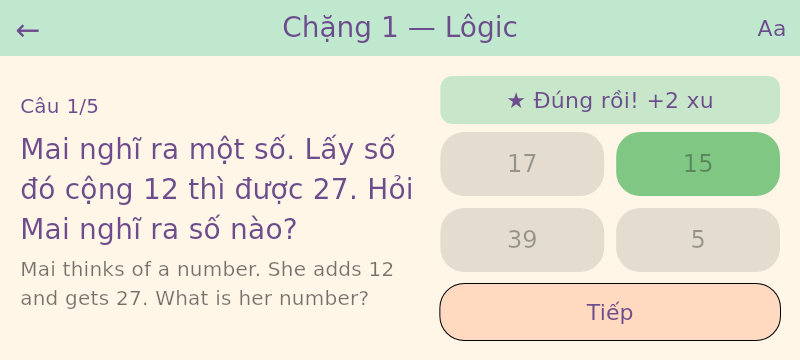 ←
Chặng 1 — Lôgic
Aa
Câu 1/5
Mai nghĩ ra một số. Lấy số
đó cộng 12 thì được 27. Hỏi
Mai nghĩ ra số nào?
Mai thinks of a number. She adds 12
and gets 27. What is her number?
★ Đúng rồi! +2 xu
17
15
39
5
Tiếp